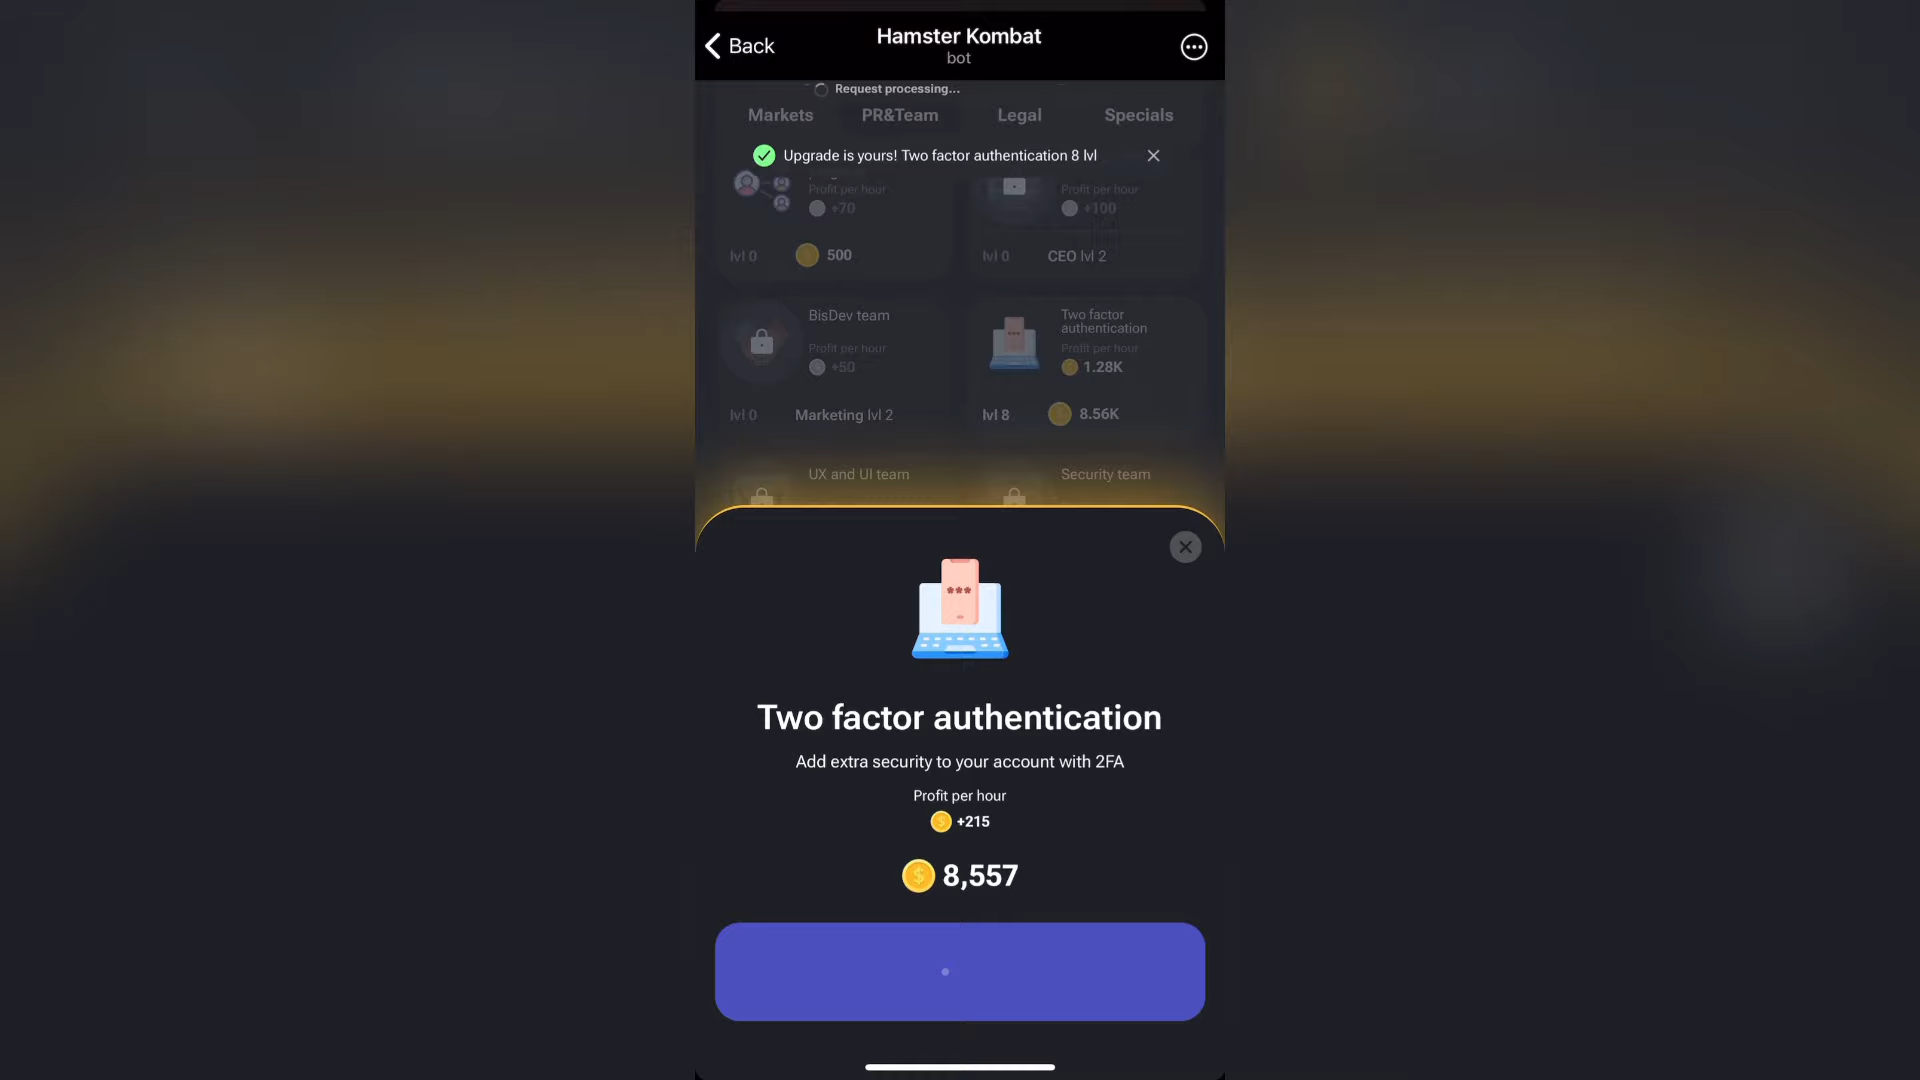 Back
Hamster Kombat
bot
Request processing...
Markets PR&Team Legal Specials
Upgrade is yours! Two factor authentication 8 lvl
Profit per hour
+70
Profit per hour
+100
lvl 0 500
lvl 0 CEO lvl 2
BisDev team
Profit per hour
+50
Two factor
authentication
Profit per hour
1.28K
lvl 0 Marketing lvl 2
lvl 8 8.56K
UX and UI team
Security team
Two factor authentication
Add extra security to your account with 2FA
Profit per hour
+215
8,557